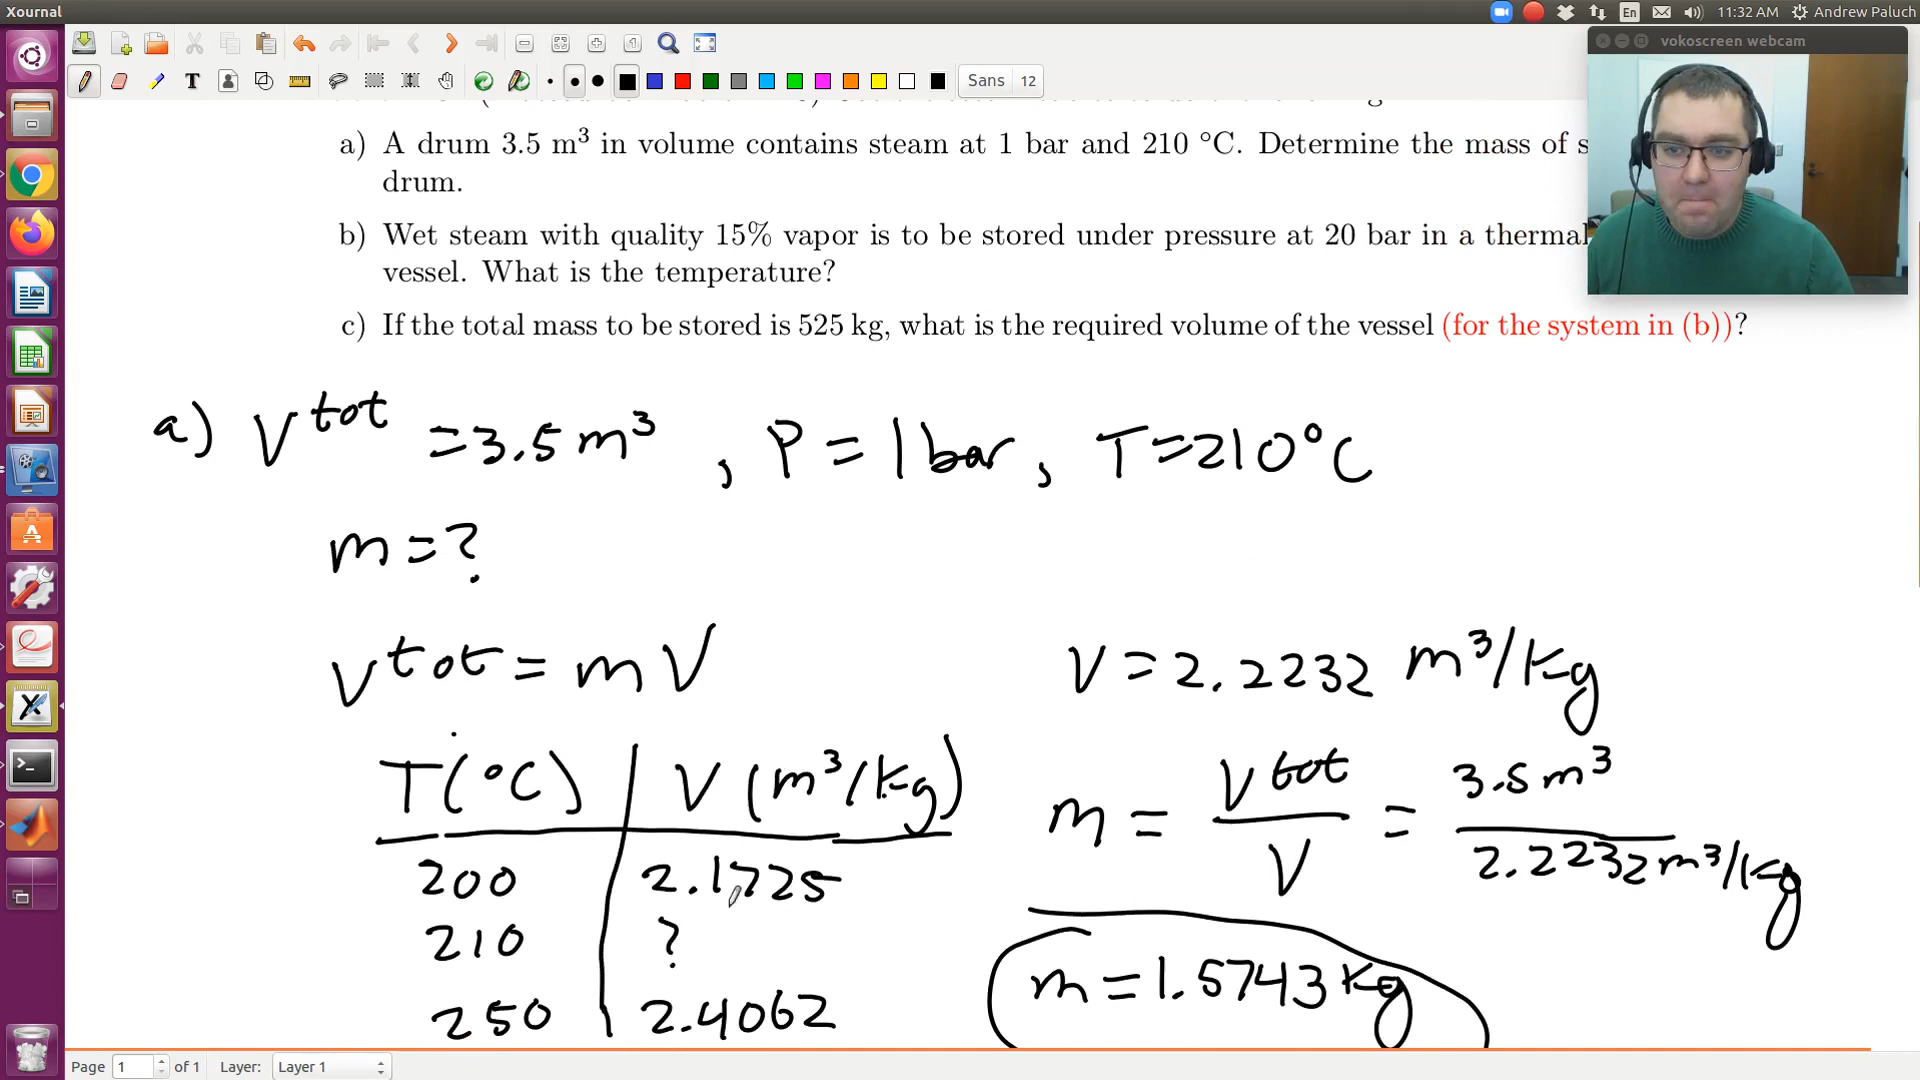 Xournal
En
11:32 AM
Andrew Paluch
vokoscreen webcam
Sans 12
a) A drum 3.5 m³ in volume contains steam at 1 bar and 210 °C. Determine the mass of s
drum.
b) Wet steam with quality 15% vapor is to be stored under pressure at 20 bar in a thermal
vessel. What is the temperature?
c) If the total mass to be stored is 525 kg, what is the required volume of the vessel (for the system in (b))?
a) V^tot = 3.5 m³ , P = 1 bar, T = 210°C
m = ?
V^tot = m V
T(°C) | V (m³/kg)
200 | 2.1725
210 | ?
250 | 2.4062
V = 2.2232 m³/kg
m = V^tot / V = 3.5 m³ / 2.2232 m³/kg
m = 1.5743 kg
Page 1 of 1 Layer: Layer 1